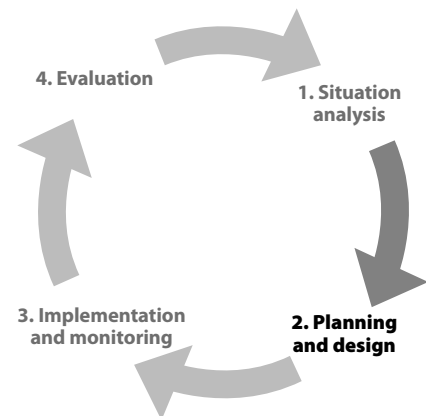 4. Evaluation
1. Situation
analysis
3. Implementation
and monitoring
2. Planning
and design